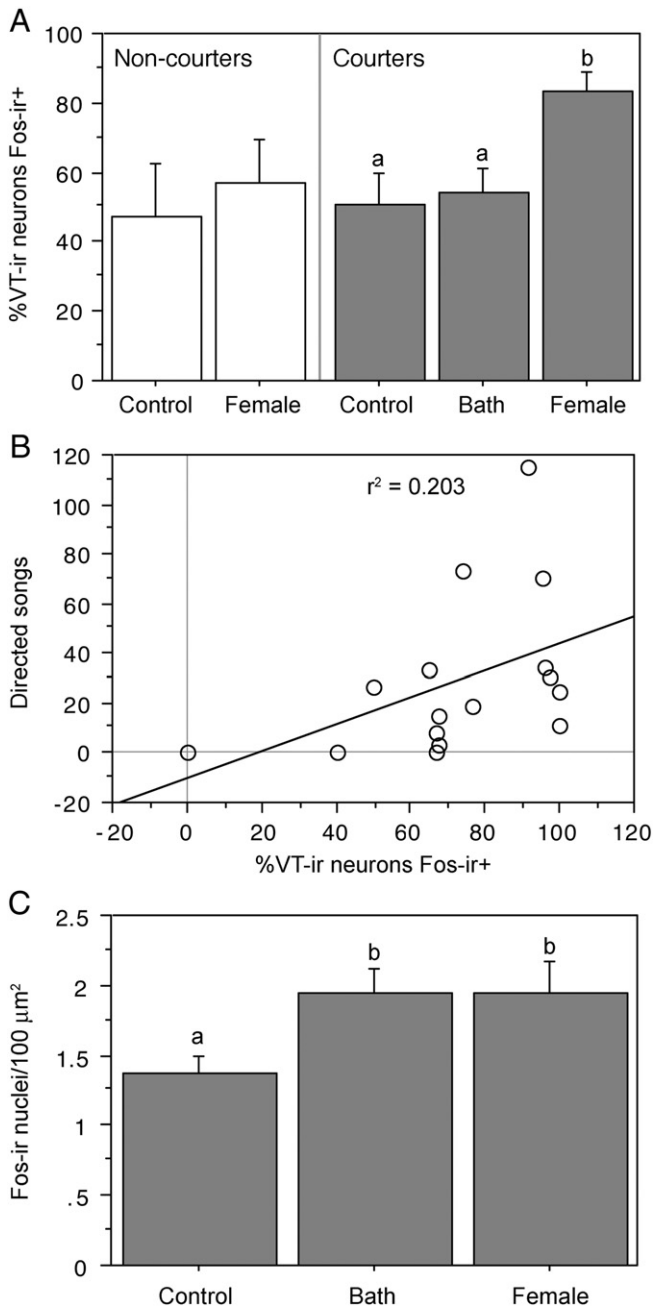 A
%VT-ir neurons Fos-ir+
100
80
60
40
20
0
Non-courters
Courters
a
a
b
Control
Female
Control
Bath
Female
B
Directed songs
120
100
80
60
40
20
0
-20
r² = 0.203
-20
0
20
40
60
80
100
120
%VT-ir neurons Fos-ir+
C
Fos-ir nuclei/100 µm²
2.5
2
1.5
1
.5
0
a
b
b
Control
Bath
Female